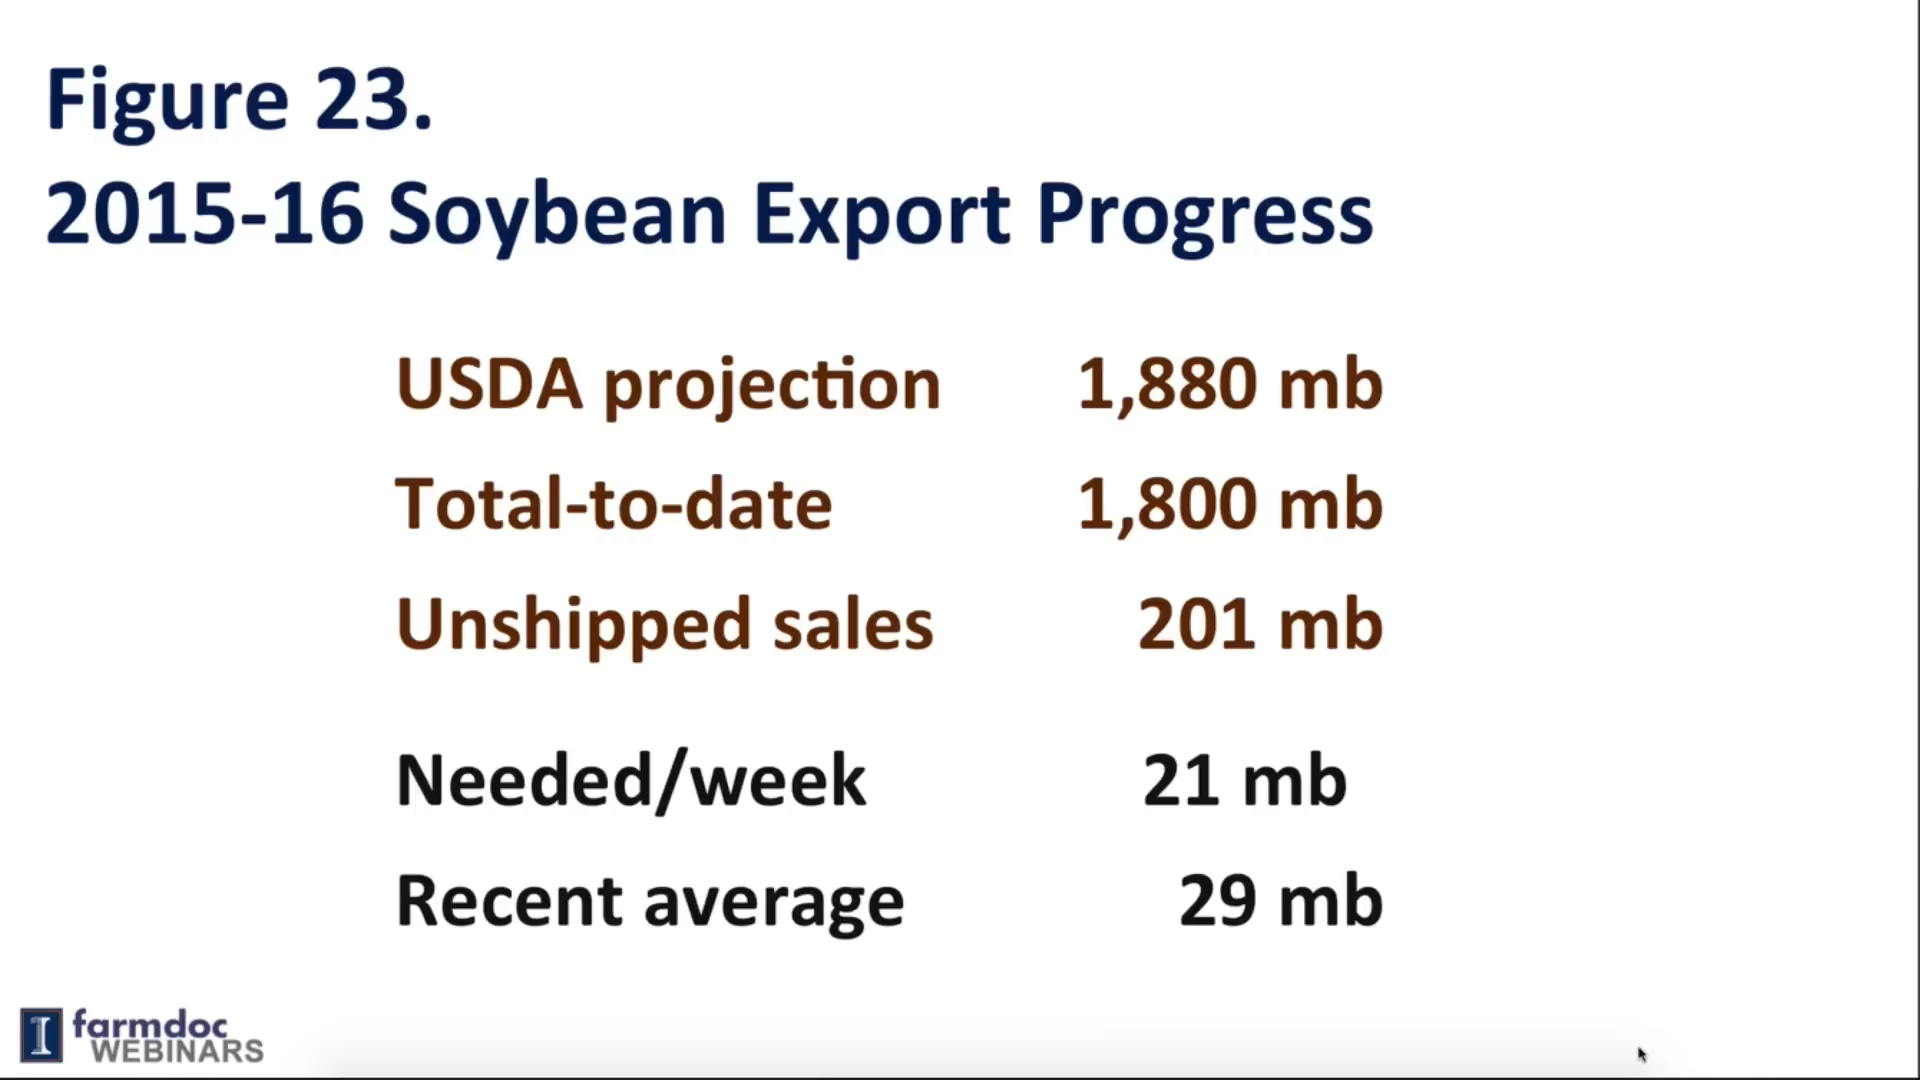 Figure 23.
2015-16 Soybean Export Progress
USDA projection 1,880 mb
Total-to-date 1,800 mb
Unshipped sales 201 mb
Needed/week 21 mb
Recent average 29 mb
I farmdoc
WEBINARS